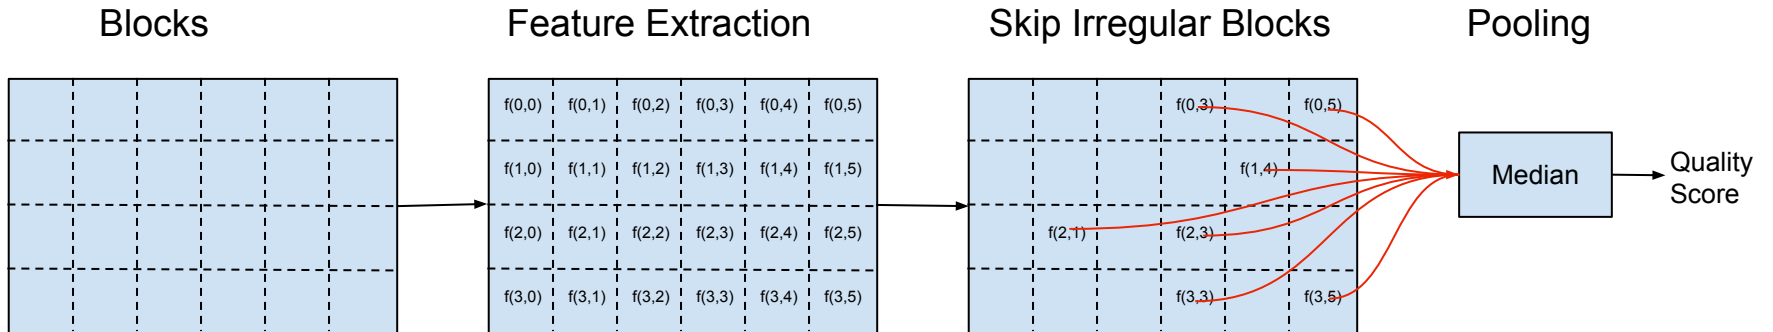 Blocks
Feature Extraction
Skip Irregular Blocks
Pooling
f(0,0) f(0,1) f(0,2) f(0,3) f(0,4) f(0,5)
f(1,0) f(1,1) f(1,2) f(1,3) f(1,4) f(1,5)
f(2,0) f(2,1) f(2,2) f(2,3) f(2,4) f(2,5)
f(3,0) f(3,1) f(3,2) f(3,3) f(3,4) f(3,5)
f(0,3) f(0,5)
f(1,4)
f(2,1) f(2,3)
f(3,3) f(3,5)
Median
Quality
Score